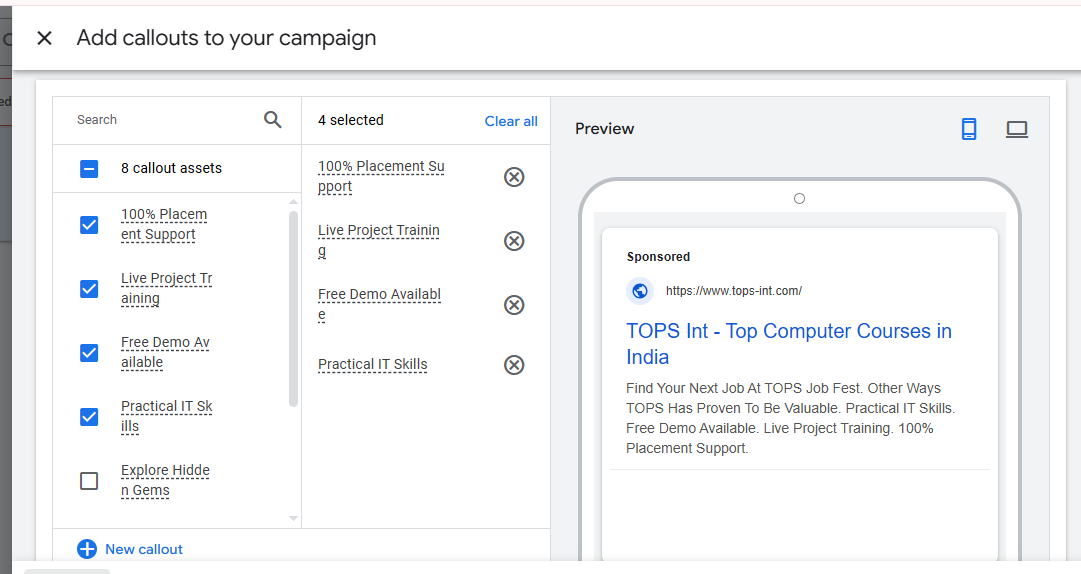 Add callouts to your campaign
Search
4 selected
Clear all
Preview
8 callout assets
100% Placem
ent Support
Live Project Tr
aining
Free Demo Av
ailable
Practical IT Sk
ills
Explore Hidde
n Gems
New callout
100% Placement Su
pport
Live Project Trainin
g
Free Demo Availabl
e
Practical IT Skills
Sponsored
https://www.tops-int.com/
TOPS Int - Top Computer Courses in
India
Find Your Next Job At TOPS Job Fest. Other Ways
TOPS Has Proven To Be Valuable. Practical IT Skills.
Free Demo Available. Live Project Training. 100%
Placement Support.